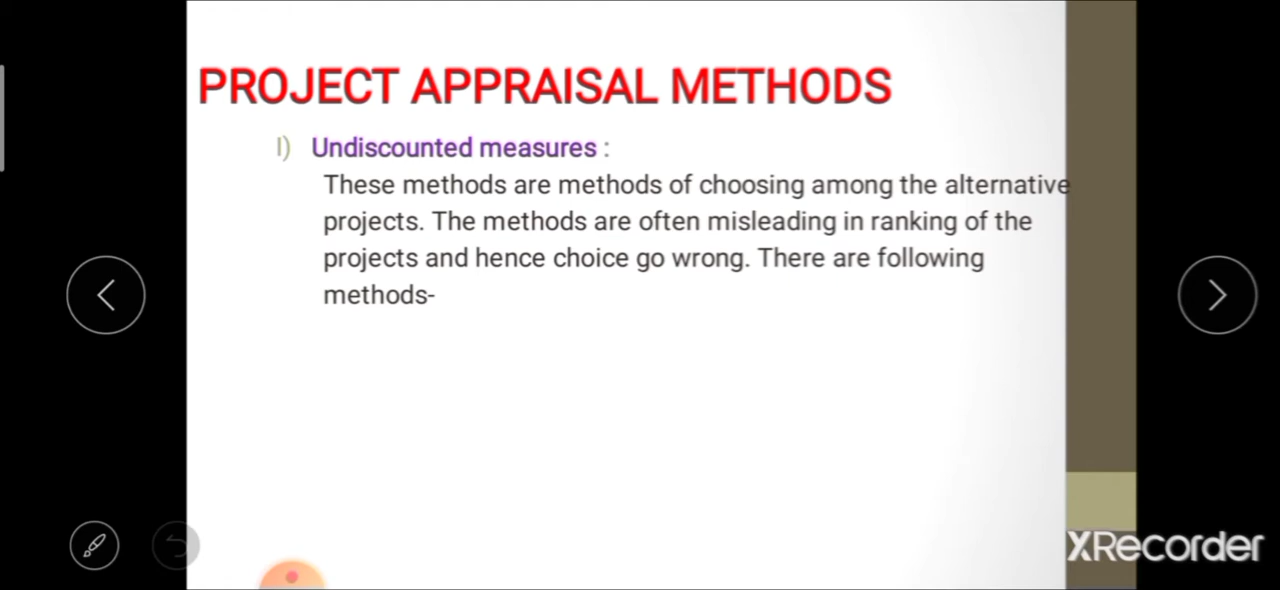 PROJECT APPRAISAL METHODS
I) Undiscounted measures :
These methods are methods of choosing among the alternative
projects. The methods are often misleading in ranking of the
projects and hence choice go wrong. There are following
methods-
XRecorder